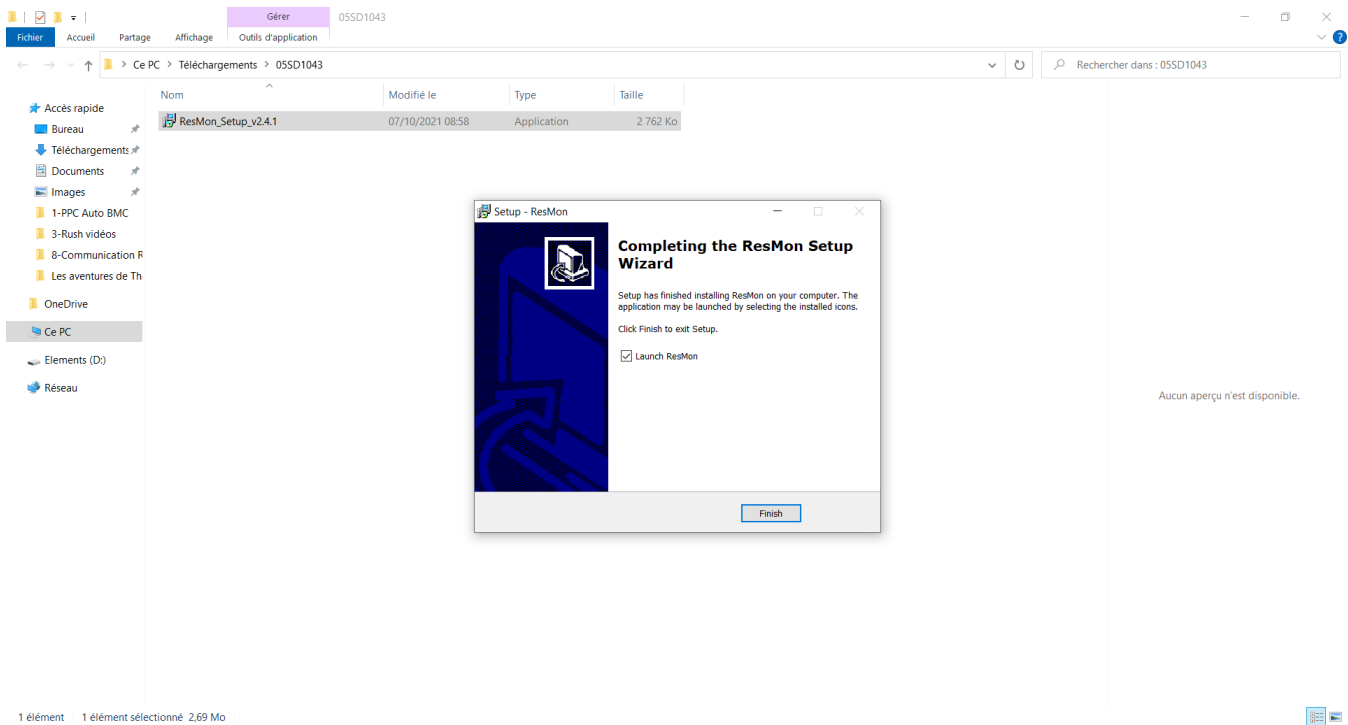 Gérer
05SD1043
Fichier
Accueil
Partage
Affichage
Outils d'application
Ce PC > Téléchargements > 05SD1043
Rechercher dans : 05SD1043
Nom
Modifié le
Type
Taille
ResMon_Setup_v2.4.1
07/10/2021 08:58
Application
2 762 Ko
Accès rapide
Bureau
Téléchargements
Documents
Images
1-PPC Auto BMC
3-Rush vidéos
8-Communication R
Les aventures de Th
OneDrive
Ce PC
Elements (D:)
Réseau
Setup - ResMon
Completing the ResMon Setup
Wizard
Setup has finished installing ResMon on your computer. The
application may be launched by selecting the installed icons.
Click Finish to exit Setup.
Launch ResMon
Finish
Aucun aperçu n'est disponible.
1 élément
1 élément sélectionné 2,69 Mo